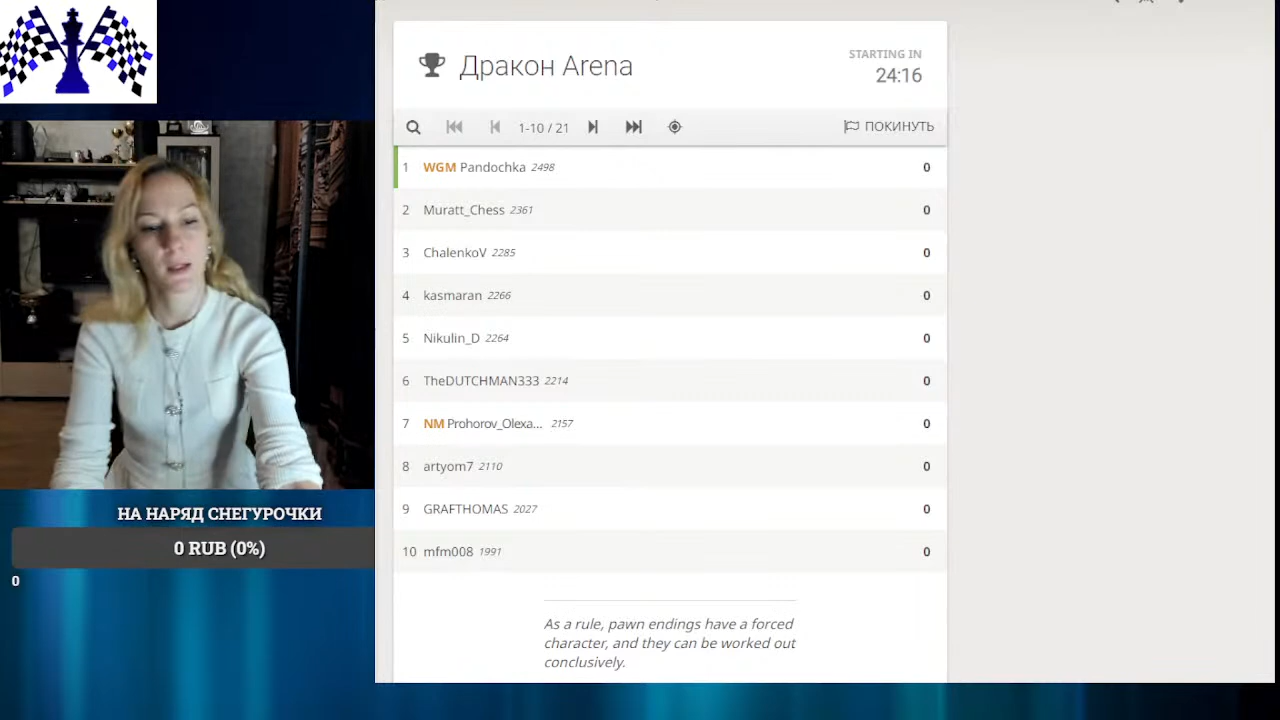 Дракон Arena
STARTING IN
24:16
1-10 / 21
ПОКИНУТЬ
1 WGM Pandochka 2498 0
2 Muratt_Chess 2361 0
3 ChalenkoV 2285 0
4 kasmaran 2266 0
5 Nikulin_D 2264 0
6 TheDUTCHMAN333 2214 0
7 NM Prohorov_Olexa... 2157 0
8 artyom7 2110 0
9 GRAFTHOMAS 2027 0
10 mfm008 1991 0
As a rule, pawn endings have a forced
character, and they can be worked out
conclusively.
НА НАРЯД СНЕГУРОЧКИ
0 RUB (0%)
0